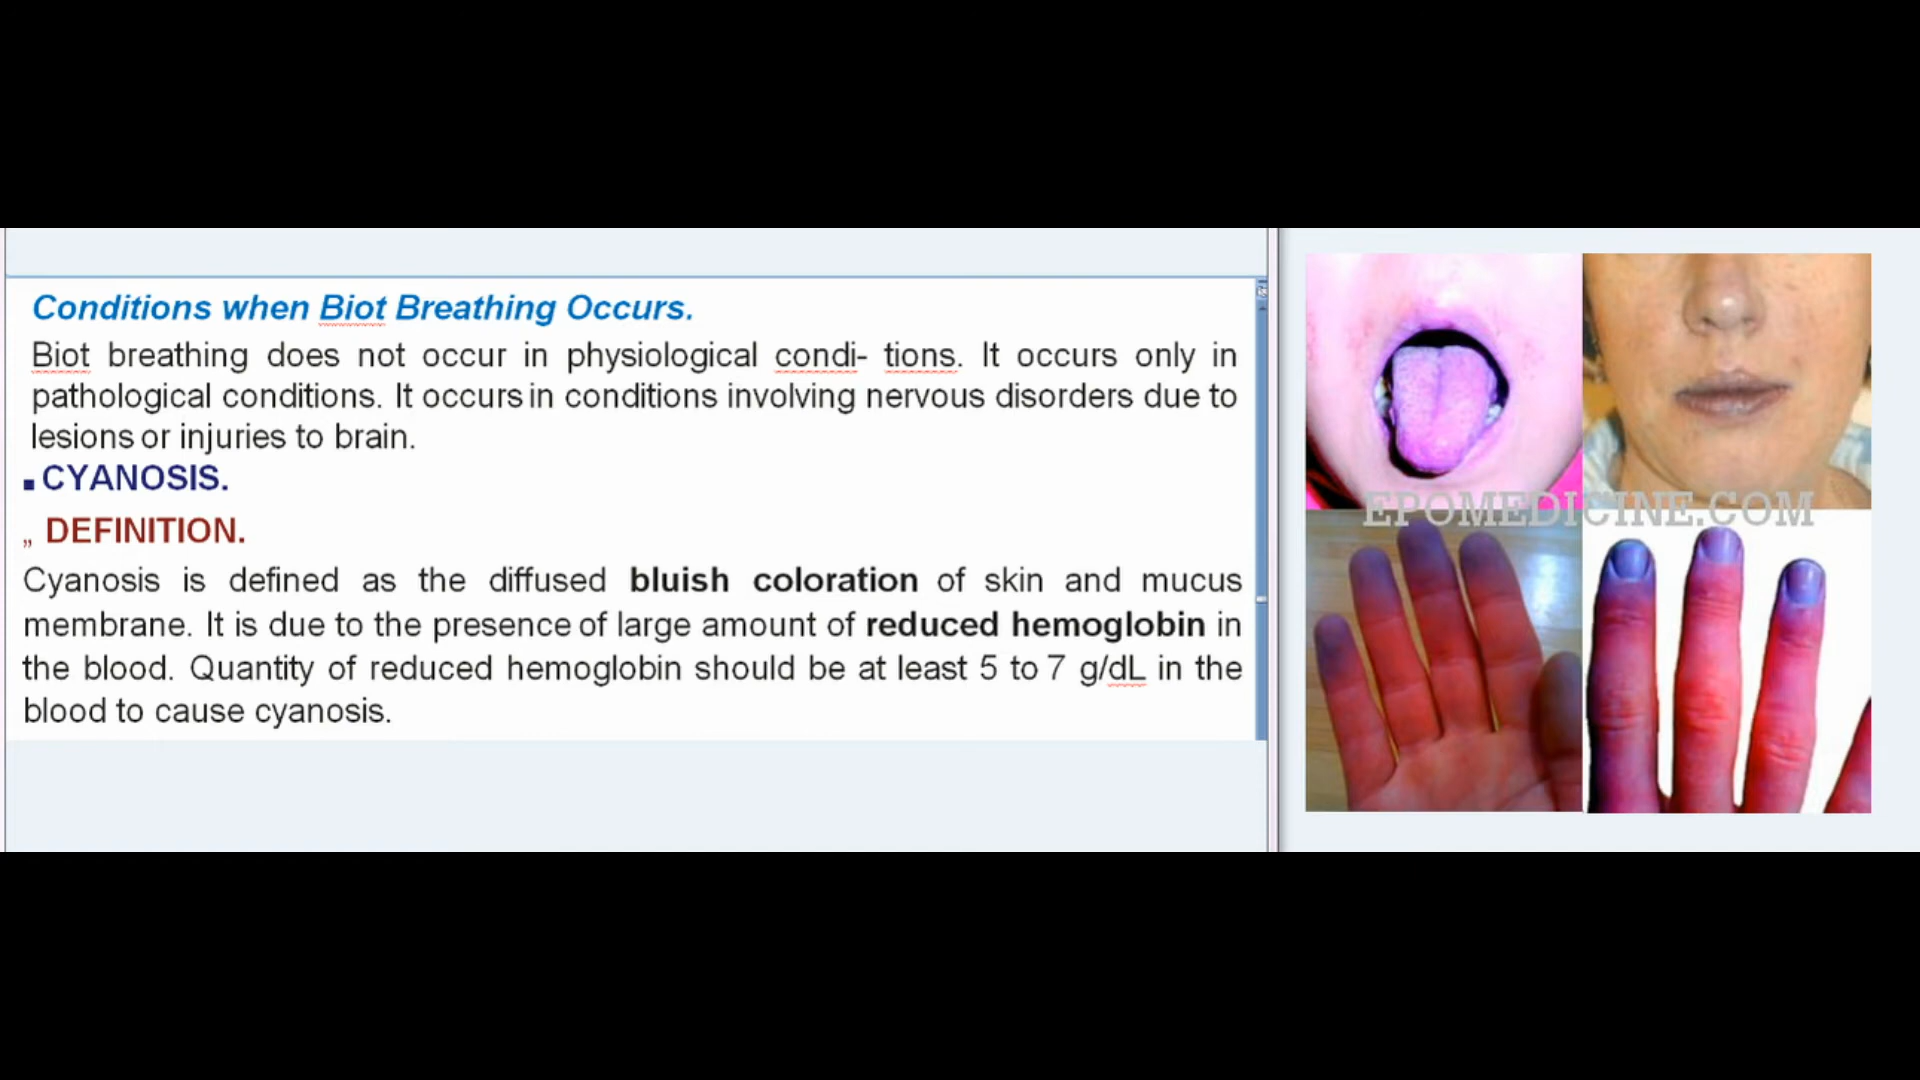 Conditions when Biot Breathing Occurs.
Biot breathing does not occur in physiological condi- tions. It occurs only in
pathological conditions. It occurs in conditions involving nervous disorders due to
lesions or injuries to brain.
▪ CYANOSIS.
„ DEFINITION.
Cyanosis is defined as the diffused bluish coloration of skin and mucus
membrane. It is due to the presence of large amount of reduced hemoglobin in
the blood. Quantity of reduced hemoglobin should be at least 5 to 7 g/dL in the
blood to cause cyanosis.
EPOMEDICINE.COM